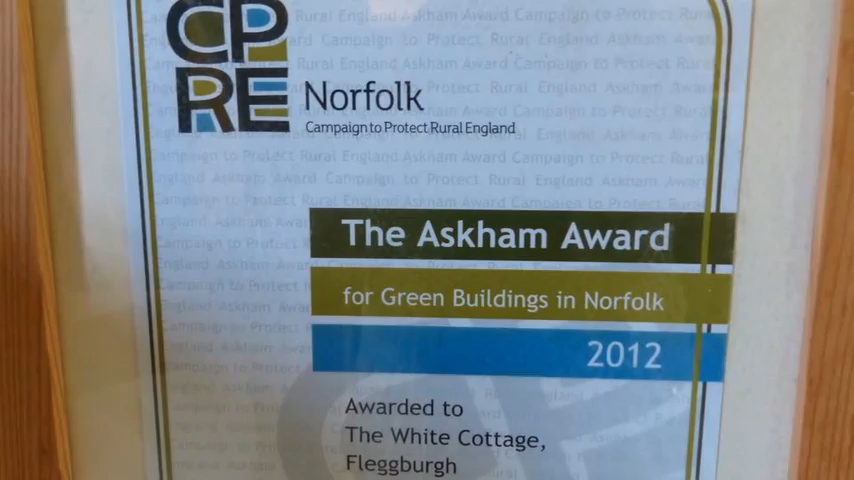 CP
RE Norfolk
Campaign to Protect Rural England
The Askham Award
for Green Buildings in Norfolk
2012
Awarded to
The White Cottage,
Fleggburgh